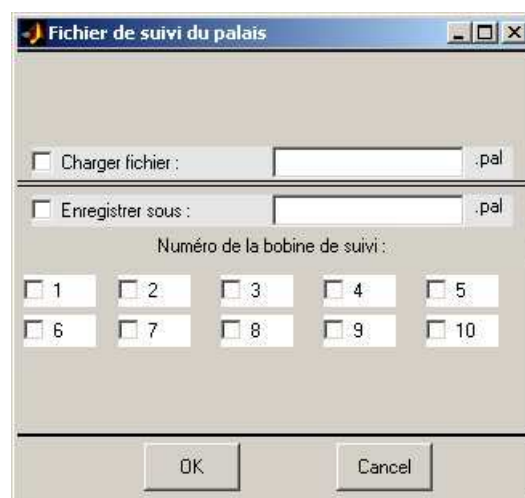 Fichier de suivi du palais
Charger fichier : .pal
Enregistrer sous : .pal
Numéro de la bobine de suivi :
1 2 3 4 5
6 7 8 9 10
OK Cancel